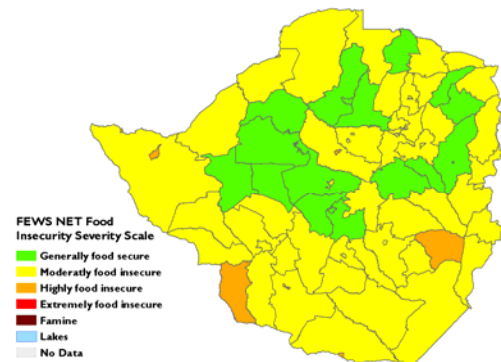 FEWS NET Food
Insecurity Severity Scale
Generally food secure
Moderatly food insecure
Highly food insecure
Extremely food insecure
Famine
Lakes
No Data